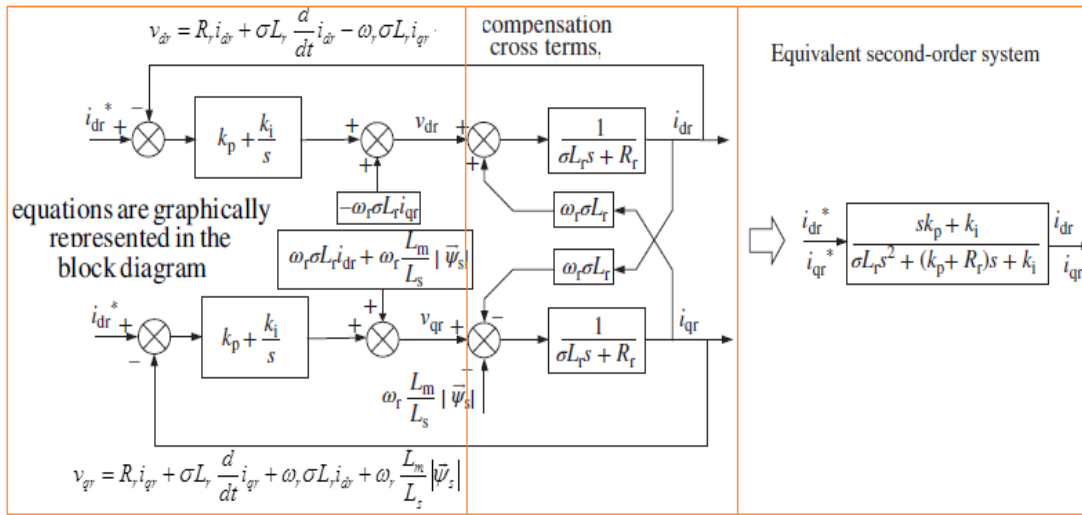 v_dr = R_r i_dr + σL_r d/dt i_dr − ω_r σL_r i_qr
compensation
cross terms,
Equivalent second-order system
i_dr* + −
k_p + k_i/s
+ +
v_dr
+ +
1/(σL_r s + R_r)
i_dr
−ω_r σL_r i_qr
ω_r σL_r
equations are graphically
represented in the
block diagram
ω_r σL_r i_dr + ω_r L_m/L_s |ψ⃗_s|
ω_r σL_r
i_dr*
i_qr*
(sk_p + k_i)/(σL_r s² + (k_p + R_r)s + k_i)
i_dr
i_qr
i_dr* + −
k_p + k_i/s
+ +
v_qr
+ − −
1/(σL_r s + R_r)
i_qr
ω_r L_m/L_s |ψ⃗_s|
v_qr = R_r i_qr + σL_r d/dt i_qr + ω_r σL_r i_dr + ω_r L_m/L_s |ψ⃗_s|